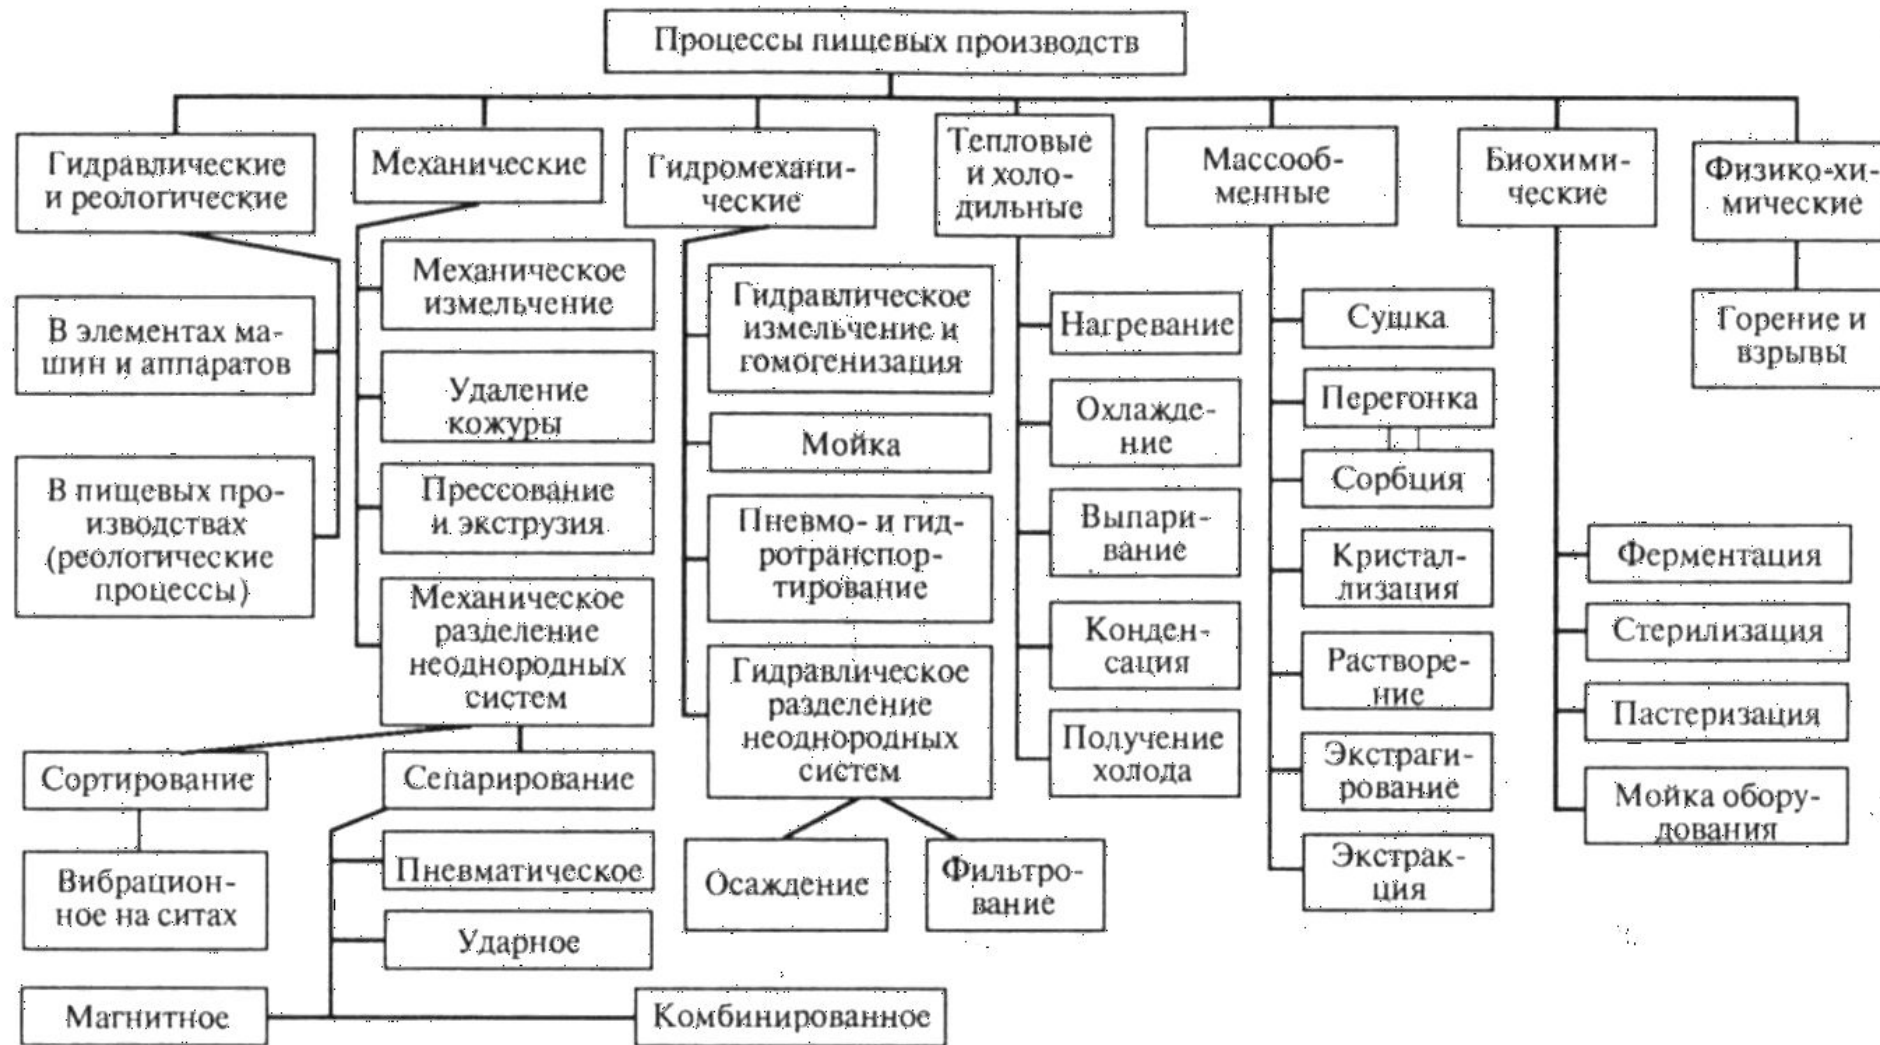 Процессы пищевых производств
Гидравлические
и реологические
Механические
Гидромехани-
ческие
Тепловые
и холо-
дильные
Массооб-
менные
Биохими-
ческие
Физико-хи-
мические
В элементах ма-
шин и аппаратов
В пищевых про-
изводствах
(реологические
процессы)
Механическое
измельчение
Удаление
кожуры
Прессование
и экструзия
Механическое
разделение
неоднородных
систем
Сортирование
Вибрацион-
ное на ситах
Сепарирование
Пневматическое
Ударное
Магнитное
Комбинированное
Гидравлическое
измельчение и
гомогенизация
Мойка
Пневмо- и гид-
ротранспор-
тирование
Гидравлическое
разделение
неоднородных
систем
Осаждение
Фильтро-
вание
Нагревание
Охлажде-
ние
Выпари-
вание
Конден-
сация
Получение
холода
Сушка
Перегонка
Сорбция
Кристал-
лизация
Растворе-
ние
Экстраги-
рование
Экстрак-
ция
Ферментация
Стерилизация
Пастеризация
Мойка обору-
дования
Горение и
взрывы